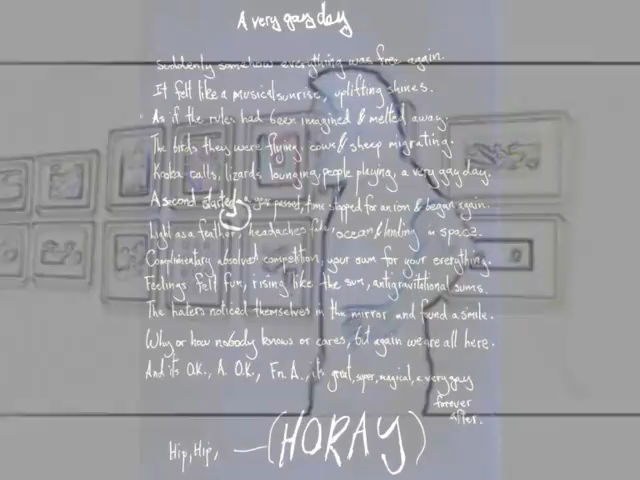 A very gay day
Suddenly somehow everything was free again.
It felt like a musical sunrise, uplifting shines.
As if the rules had been imagined & melted away.
The birds they were flying, cows & sheep migrating.
calls, lizards lounging, people playing, a very gay day.
A second started, a year passed, time stopped for an ion & began again.
Light as a feather, headaches ocean & landing in space.
Complimentary absolved competition, your own for your everything.
Feelings felt fun, rising like the sun, antigravitational sums.
The haters noticed themselves in the mirror and found a smile.
Why or how nobody knows or cares, but again we are all here.
And it's O.K., A. O.K., Fn. A., it's great, super, magical, a very gay
forever
after.
Hip, Hip, — (HORAY)